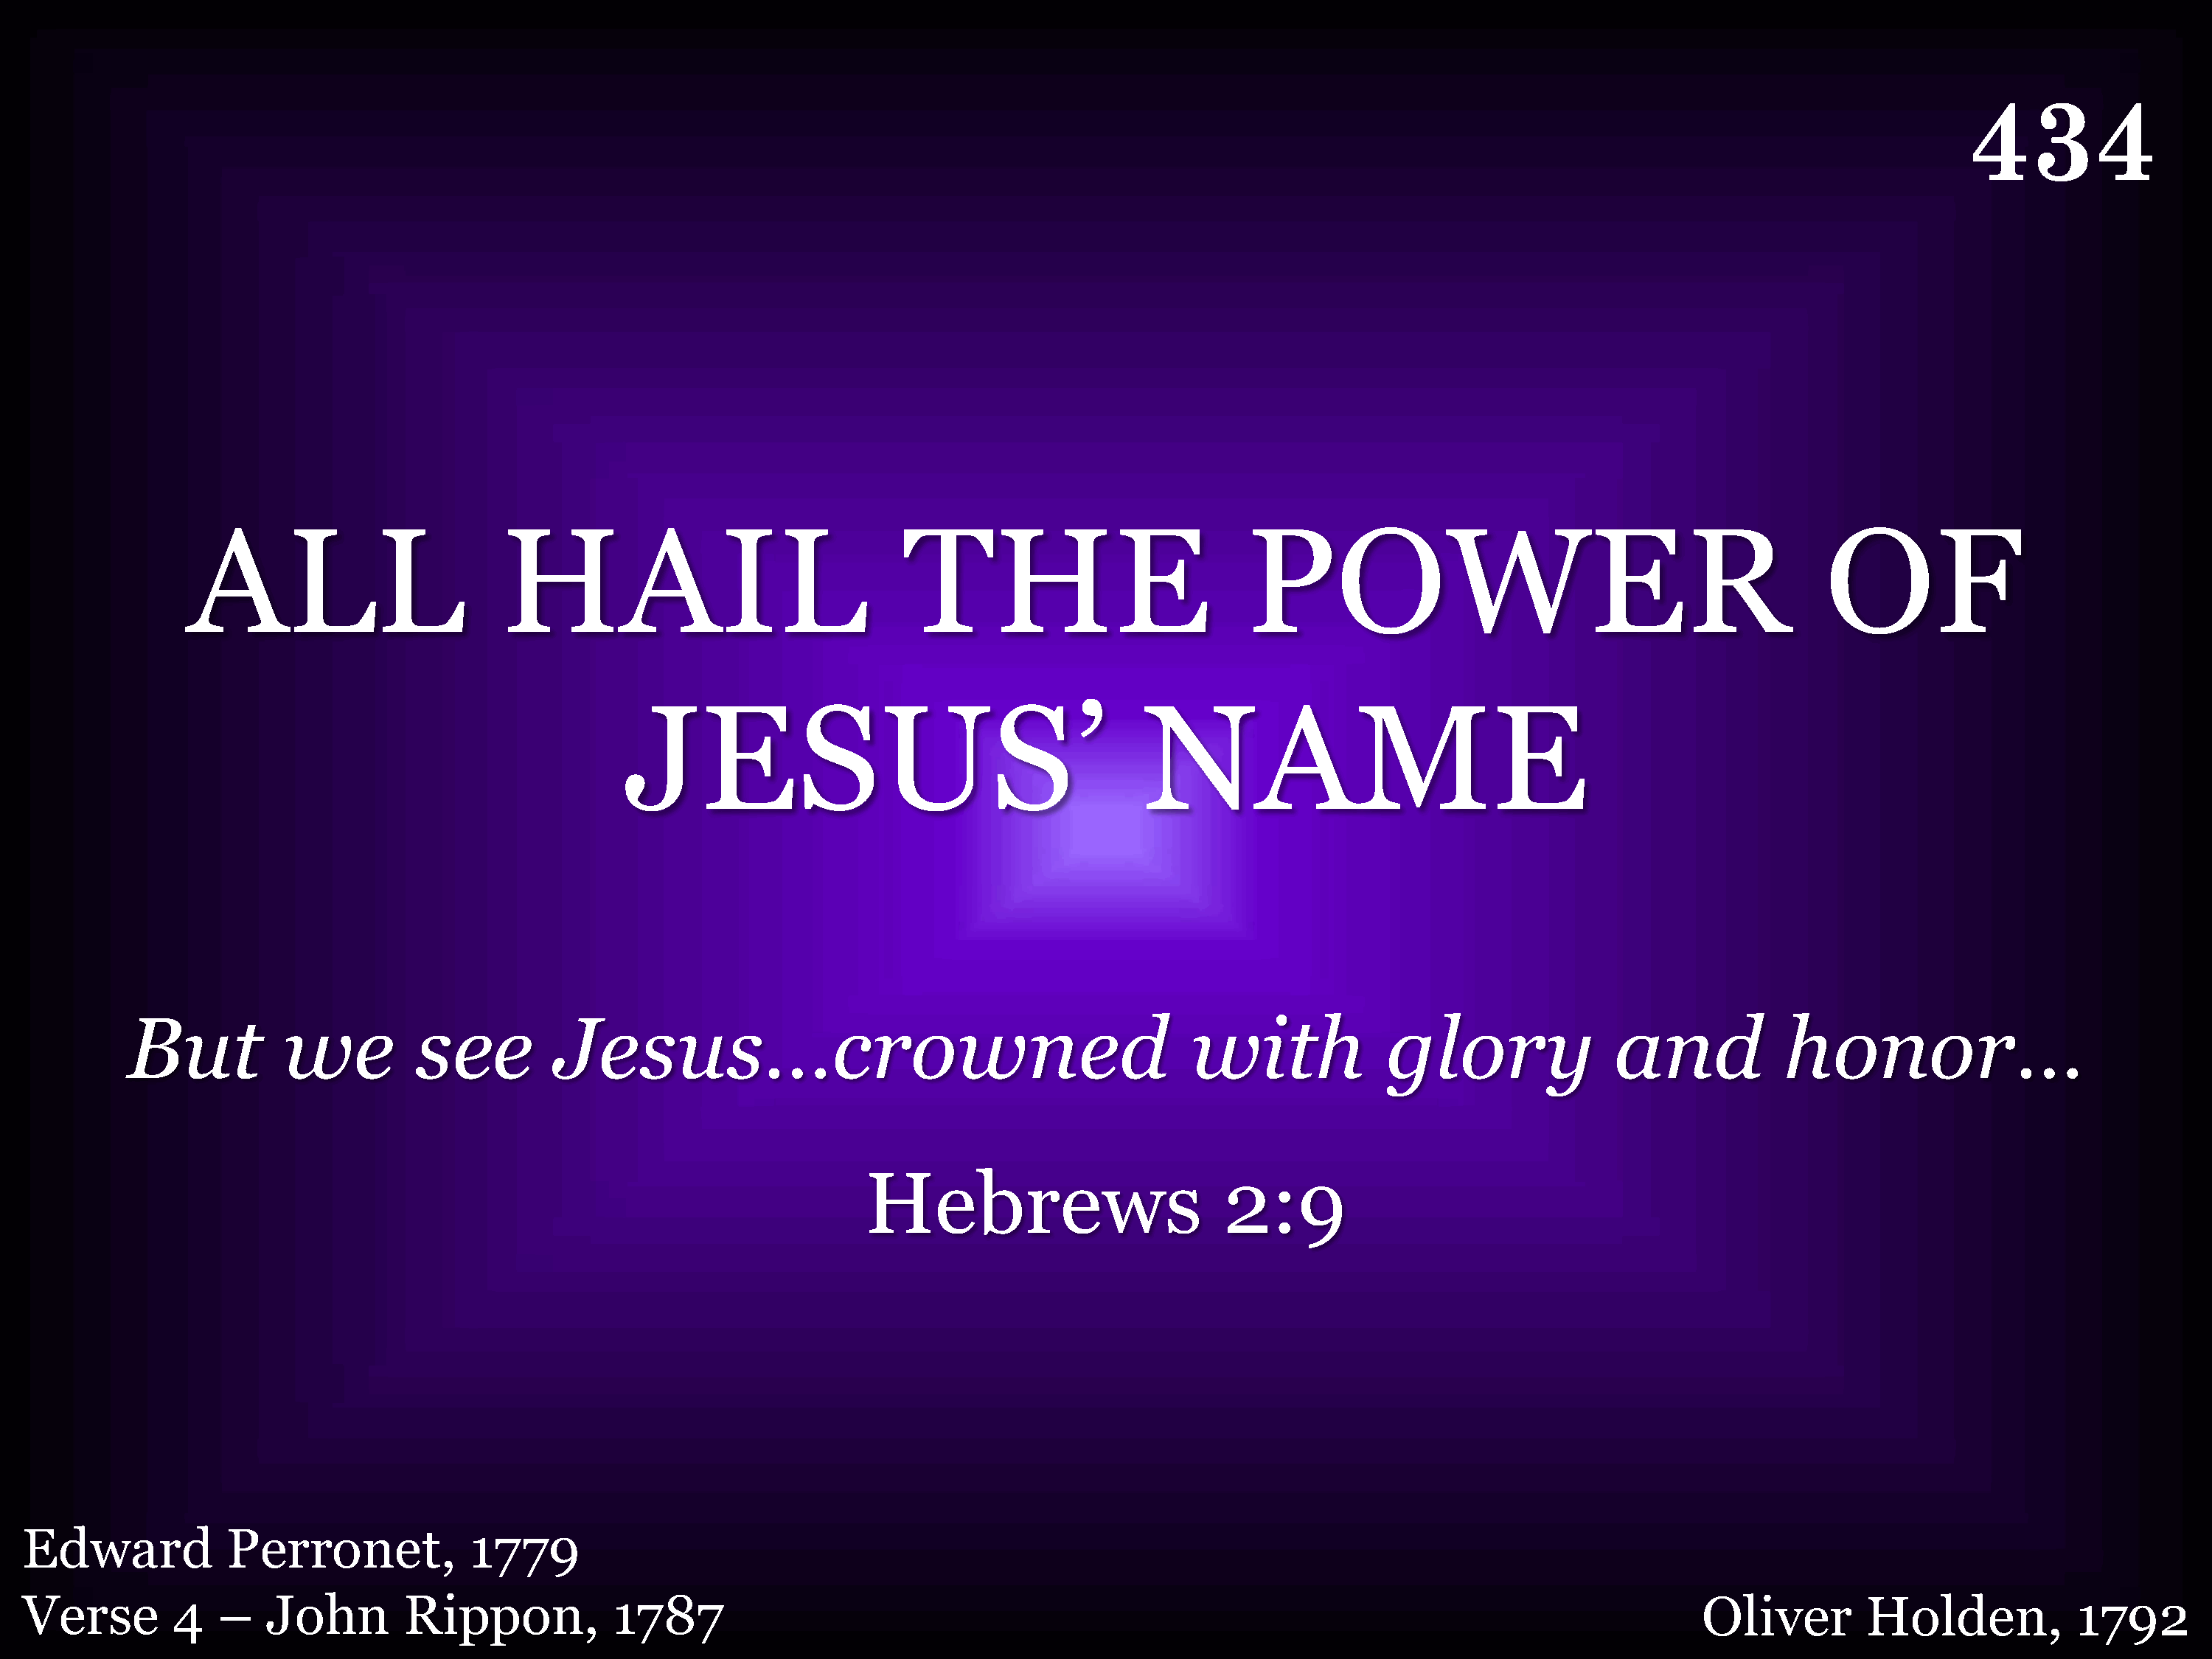 434
ALL HAIL THE POWER OF
JESUS’ NAME
But we see Jesus…crowned with glory and honor…
Hebrews 2:9
Edward Perronet, 1779
Verse 4 – John Rippon, 1787
Oliver Holden, 1792